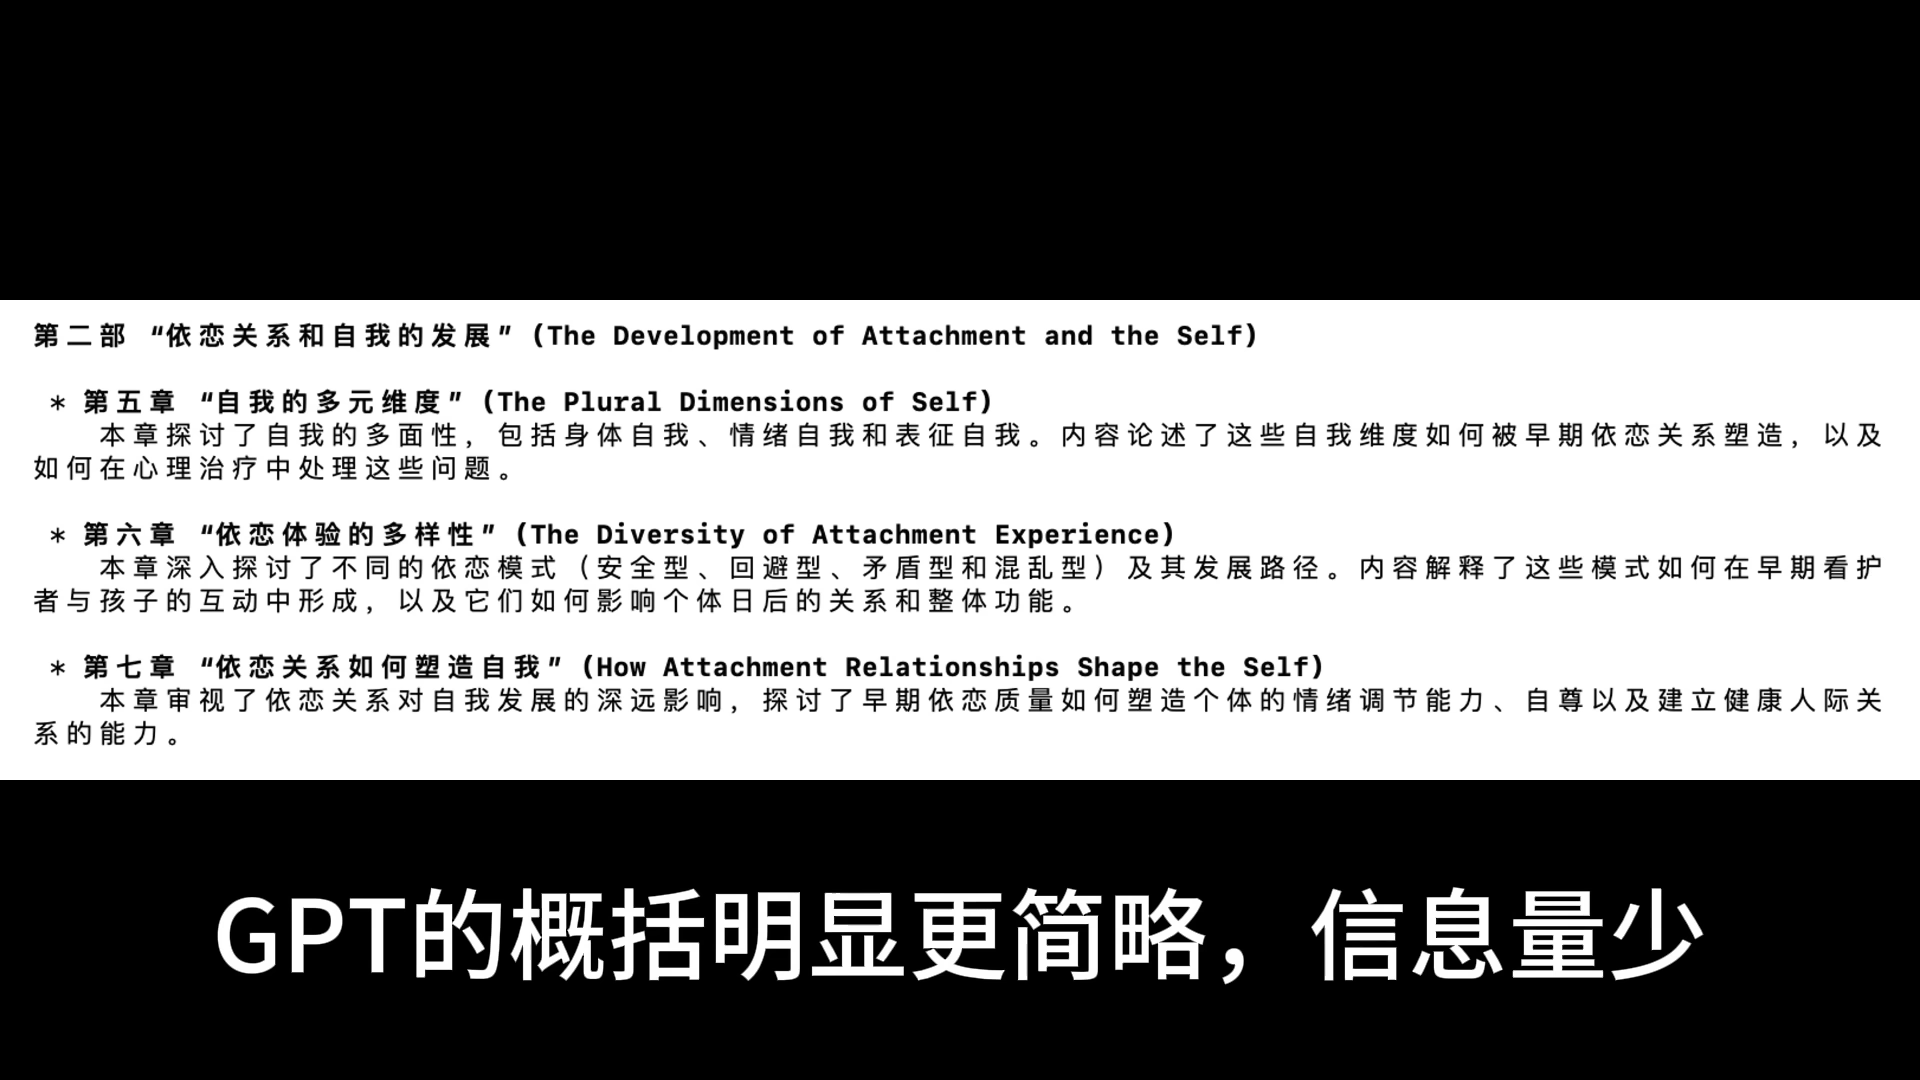 第二部 “依恋关系和自我的发展” (The Development of Attachment and the Self)
* 第五章 “自我的多元维度” (The Plural Dimensions of Self)
本章探讨了自我的多面性，包括身体自我、情绪自我和表征自我。内容论述了这些自我维度如何被早期依恋关系塑造，以及
如何在心理治疗中处理这些问题。
* 第六章 “依恋体验的多样性” (The Diversity of Attachment Experience)
本章深入探讨了不同的依恋模式（安全型、回避型、矛盾型和混乱型）及其发展路径。内容解释了这些模式如何在早期看护
者与孩子的互动中形成，以及它们如何影响个体日后的关系和整体功能。
* 第七章 “依恋关系如何塑造自我” (How Attachment Relationships Shape the Self)
本章审视了依恋关系对自我发展的深远影响，探讨了早期依恋质量如何塑造个体的情绪调节能力、自尊以及建立健康人际关
系的能力。
GPT的概括明显更简略，信息量少